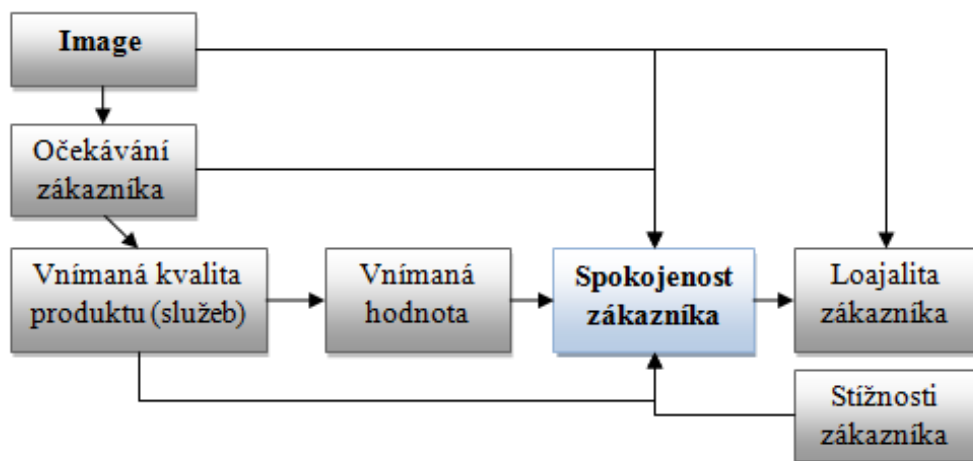 Image
Očekávání
zákazníka
Vnímaná kvalita
produktu (služeb)
Vnímaná
hodnota
Spokojenost
zákazníka
Loajalita
zákazníka
Stížnosti
zákazníka